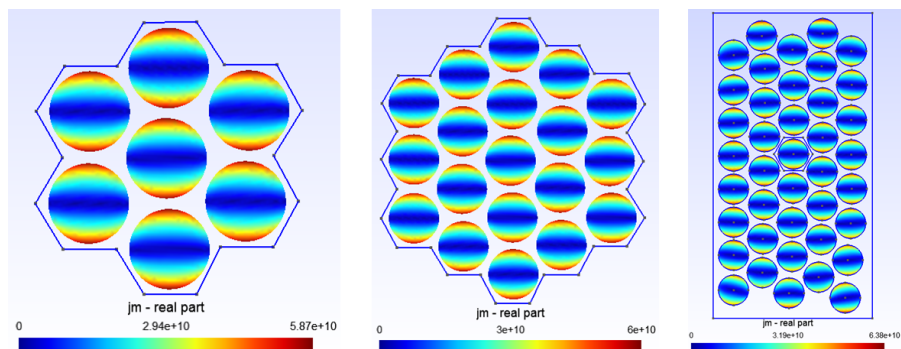 jm - real part
0 2.94e+10 5.87e+10
jm - real part
0 3e+10 6e+10
jm - real part
0 3.19e+10 6.38e+10